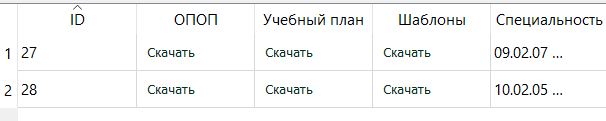 ID ОПОП Учебный план Шаблоны Специальность
1 27 Скачать Скачать Скачать 09.02.07 ...
2 28 Скачать Скачать Скачать 10.02.05 ...